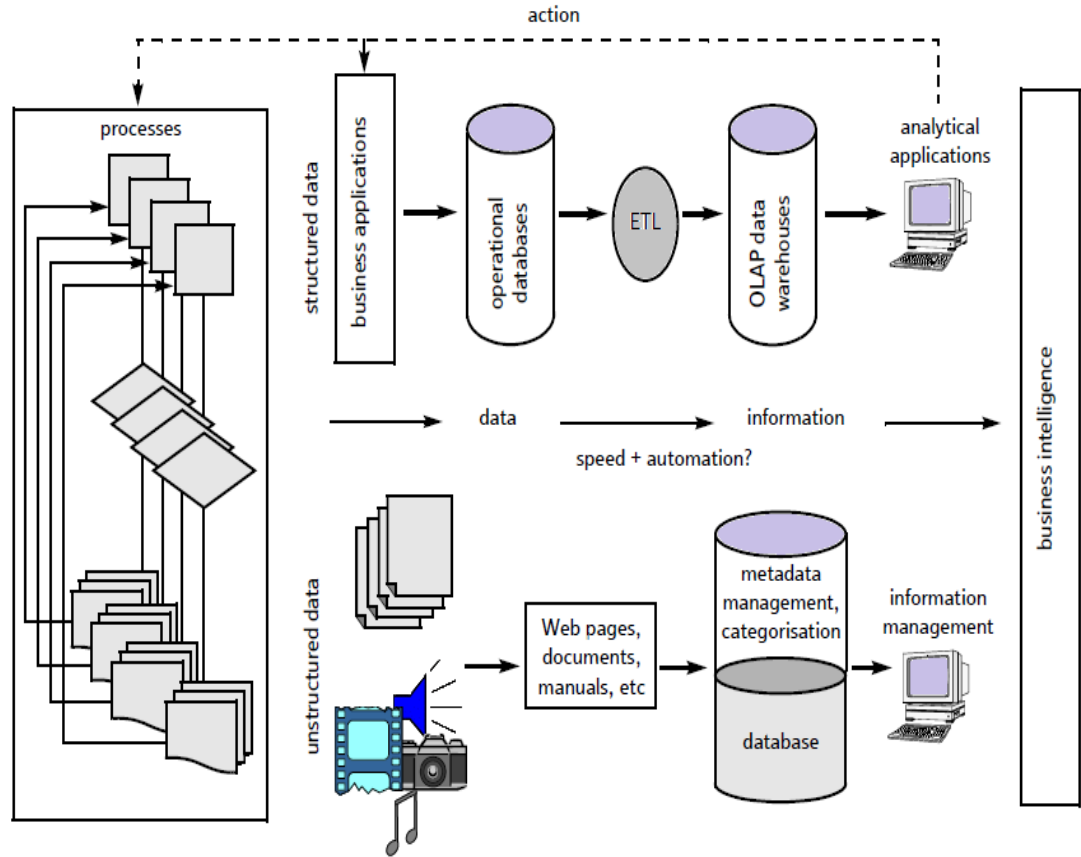 action
processes
structured data
business applications
operational
databases
ETL
OLAP data
warehouses
analytical
applications
data
information
speed + automation?
business intelligence
unstructured data
Web pages,
documents,
manuals, etc
metadata
management,
categorisation
database
information
management